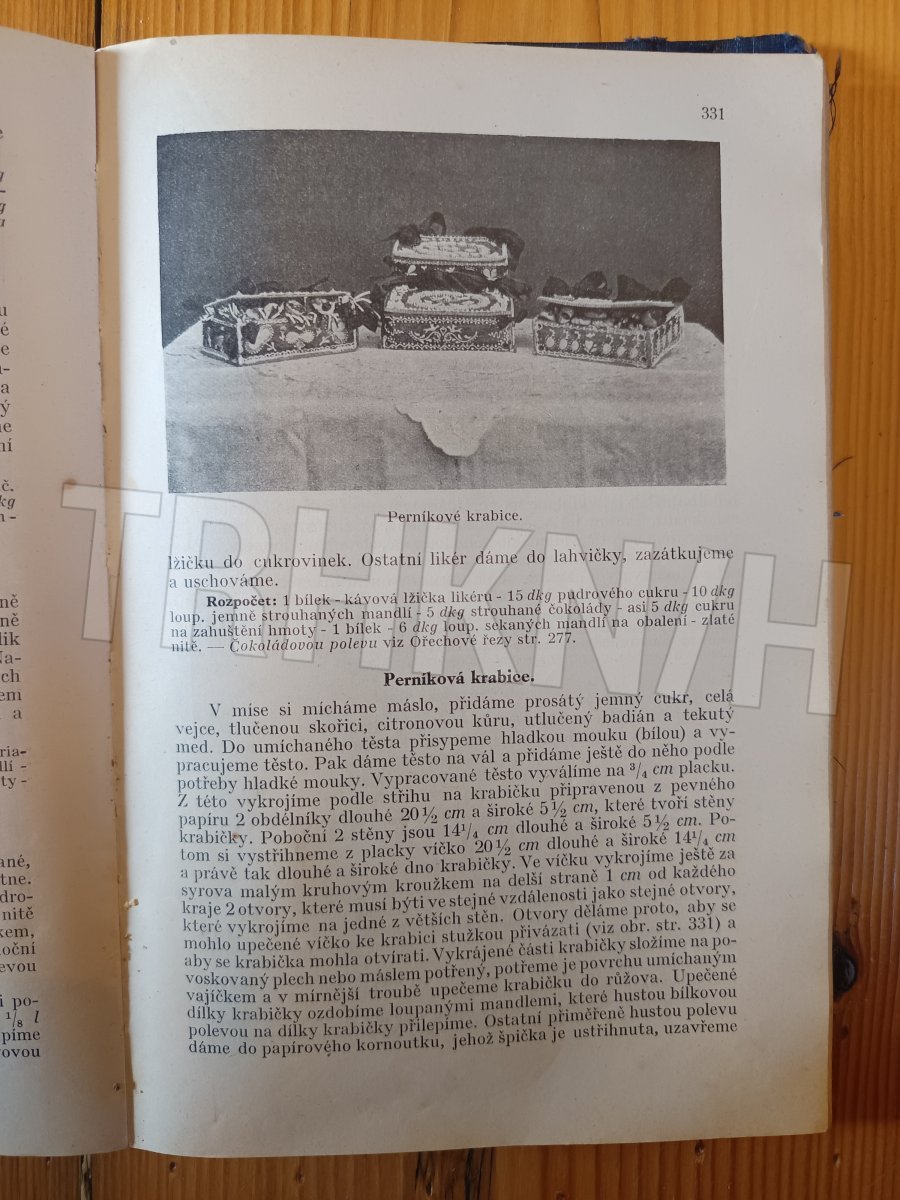 331
Perníkové krabice.
lžičku do cukrovinek. Ostatní likér dáme do lahvičky, zazátkujeme
a uschováme.
Rozpočet: 1 bílek - kávová lžička likéru - 15 dkg pudrového cukru - 10 dkg
loup. jemně strouhaných mandlí - 5 dkg strouhané čokolády - asi 5 dkg cukru
na zahuštění hmoty - 1 bílek - 6 dkg loup. sekaných mandlí na obalení - zlaté
nitě. — Čokoládovou polevu viz Ořechové řezy str. 277.
Perníková krabice.
V míse si mícháme máslo, přidáme prosátý jemný cukr, celá
vejce, tlučenou skořici, citronovou kůru, utlučený badián a tekutý
med. Do umíchaného těsta přisypeme hladkou mouku (bílou) a vy-
pracujeme těsto. Pak dáme těsto na vál a přidáme ještě do něho podle
potřeby hladké mouky. Vypracované těsto vyválíme na 3/4 cm placku.
Z této vykrojíme podle střihu na krabičku připravenou z pevného
papíru 2 obdélníky dlouhé 20½ cm a široké 5½ cm, které tvoří stěny
krabičky. Poboční 2 stěny jsou 14¼ cm dlouhé a široké 5½ cm. Po-
tom si vystřihneme z placky víčko 20½ cm dlouhé a široké 14¼ cm
a právě tak dlouhé a široké dno krabičky. Ve víčku vykrojíme ještě za
syrova malým kruhovým kroužkem na delší straně 1 cm od každého
kraje 2 otvory, které musí býti ve stejné vzdálenosti jako stejné otvory,
které vykrojíme na jedné z větších stěn. Otvory děláme proto, aby se
mohlo upečené víčko ke krabici stužkou přivázati (viz obr. str. 331) a
aby se krabička mohla otvírati. Vykrájené části krabičky složíme na po-
voskovaný plech nebo máslem potřený, potřeme je povrchu umíchaným
vajíčkem a v mírnější troubě upečeme krabičku do růžova. Upečené
dílky krabičky ozdobíme loupanými mandlemi, které hustou bílkovou
polevou na dílky krabičky přilepíme. Ostatní přiměřeně hustou polevu
dáme do papírového kornoutku, jehož špička je ustřihnuta, uzavřeme
TRHKNIH